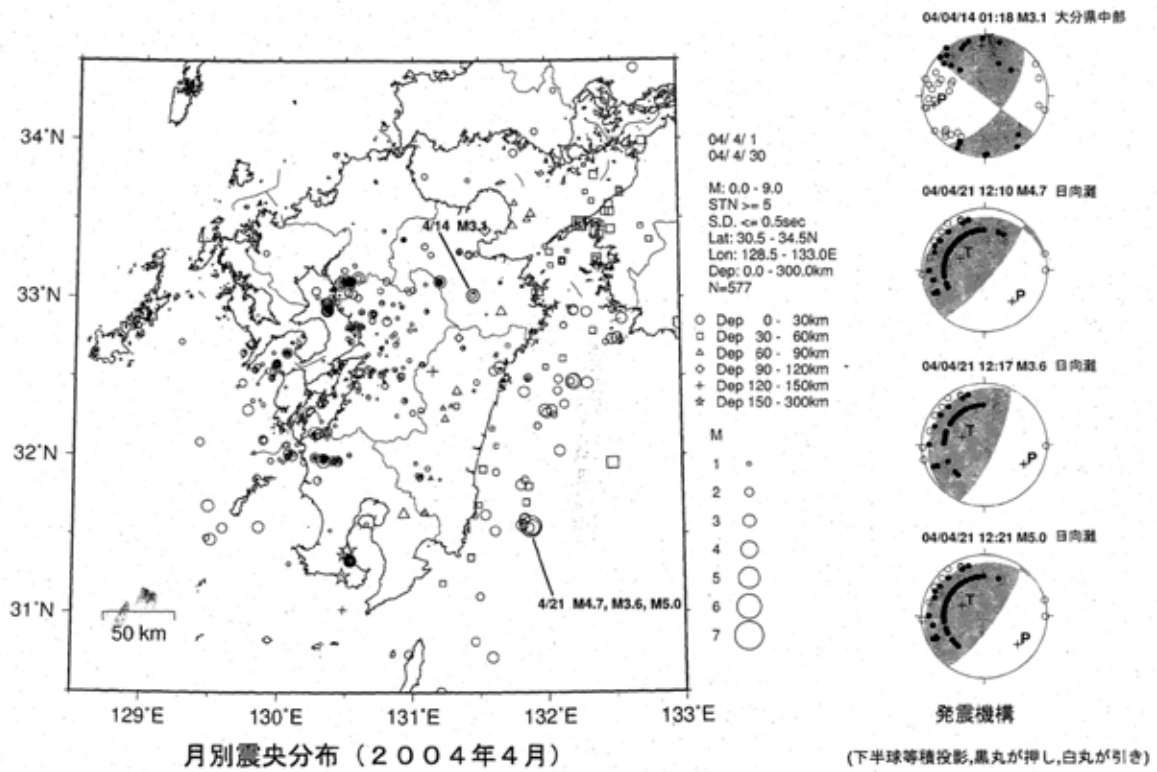 04/04/14 01:18 M3.1 大分県中部
P
T
34˚N
33˚N
32˚N
31˚N
4/14 M3.1
4/21 M4.7, M3.6, M5.0
50 km
129˚E
130˚E
131˚E
132˚E
133˚E
月別震央分布（２００４年４月）
04/ 4/ 1
04/ 4/ 30
M: 0.0 - 9.0
STN >= 5
S.D. <= 0.5sec
Lat: 30.5 - 34.5N
Lon: 128.5 - 133.0E
Dep: 0.0 - 300.0km
N=577
Dep 0 - 30km
Dep 30 - 60km
Dep 60 - 90km
Dep 90 - 120km
Dep 120 - 150km
Dep 150 - 300km
M
1
2
3
4
5
6
7
04/04/21 12:10 M4.7 日向灘
T
P
04/04/21 12:17 M3.6 日向灘
T
P
04/04/21 12:21 M5.0 日向灘
T
P
発震機構
(下半球等積投影,黒丸が押し,白丸が引き)